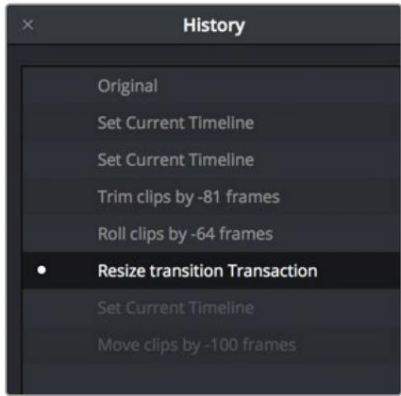 History
Original
Set Current Timeline
Set Current Timeline
Trim clips by -81 frames
Roll clips by -64 frames
Resize transition Transaction
Set Current Timeline
Move clips by -100 frames